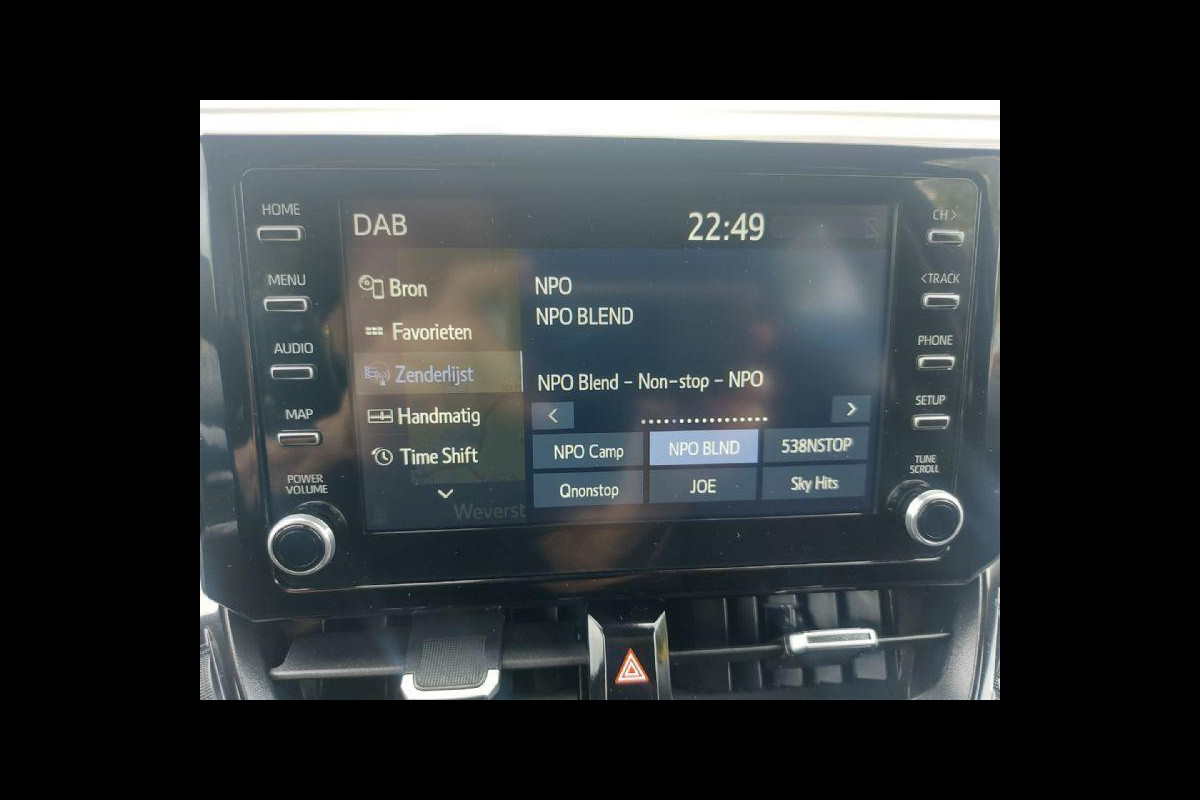 HOME
MENU
AUDIO
MAP
POWER
VOLUME
DAB
22:49
Bron
Favorieten
Zenderlijst
Handmatig
Time Shift
Weverst
NPO
NPO BLEND
NPO Blend - Non-stop - NPO
<
>
NPO Camp
NPO BLND
538NSTOP
Qnonstop
JOE
Sky Hits
CH >
< TRACK
PHONE
SETUP
TUNE
SCROLL